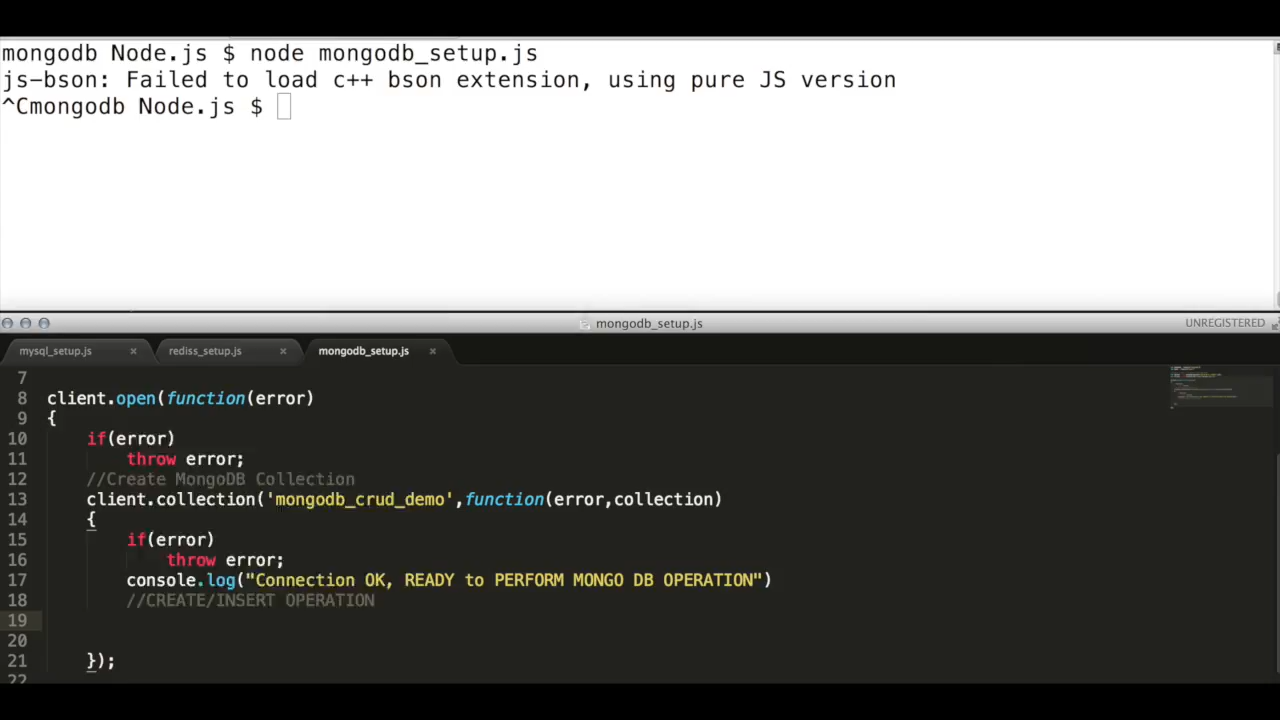 mongodb Node.js $ node mongodb_setup.js
js-bson: Failed to load c++ bson extension, using pure JS version
^Cmongodb Node.js $
mongodb_setup.js
UNREGISTERED
mysql_setup.js × rediss_setup.js × mongodb_setup.js ×
7
8 client.open(function(error)
9 {
10 if(error)
11 throw error;
12 //Create MongoDB Collection
13 client.collection('mongodb_crud_demo',function(error,collection)
14 {
15 if(error)
16 throw error;
17 console.log("Connection OK, READY to PERFORM MONGO DB OPERATION")
18 //CREATE/INSERT OPERATION
19
20
21 });
22